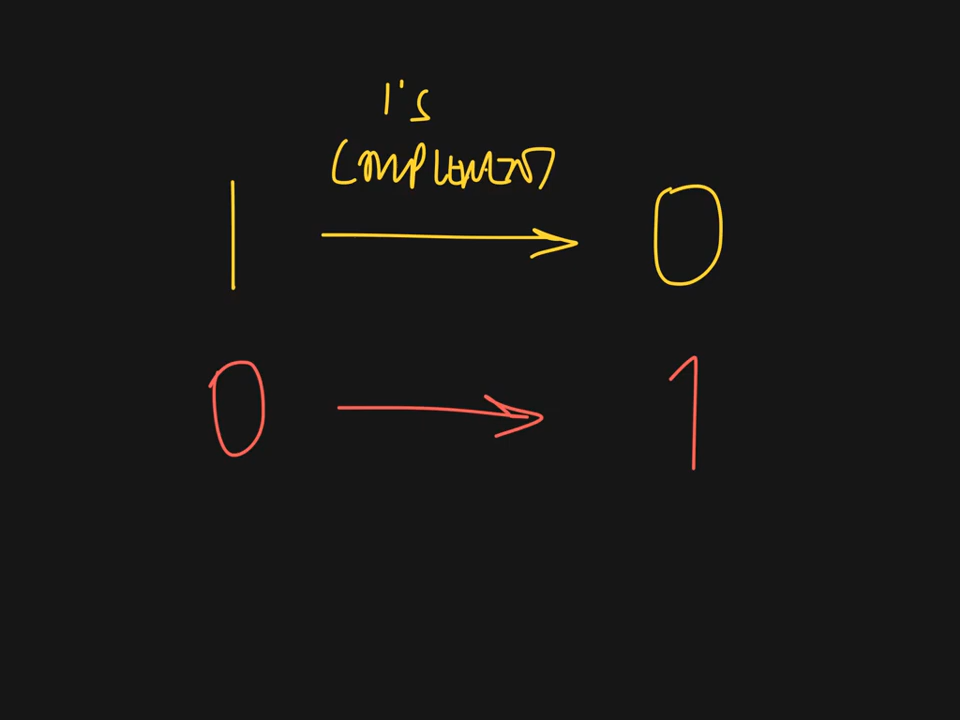 1's
COMPLEMENT
1 → 0
0 → 1